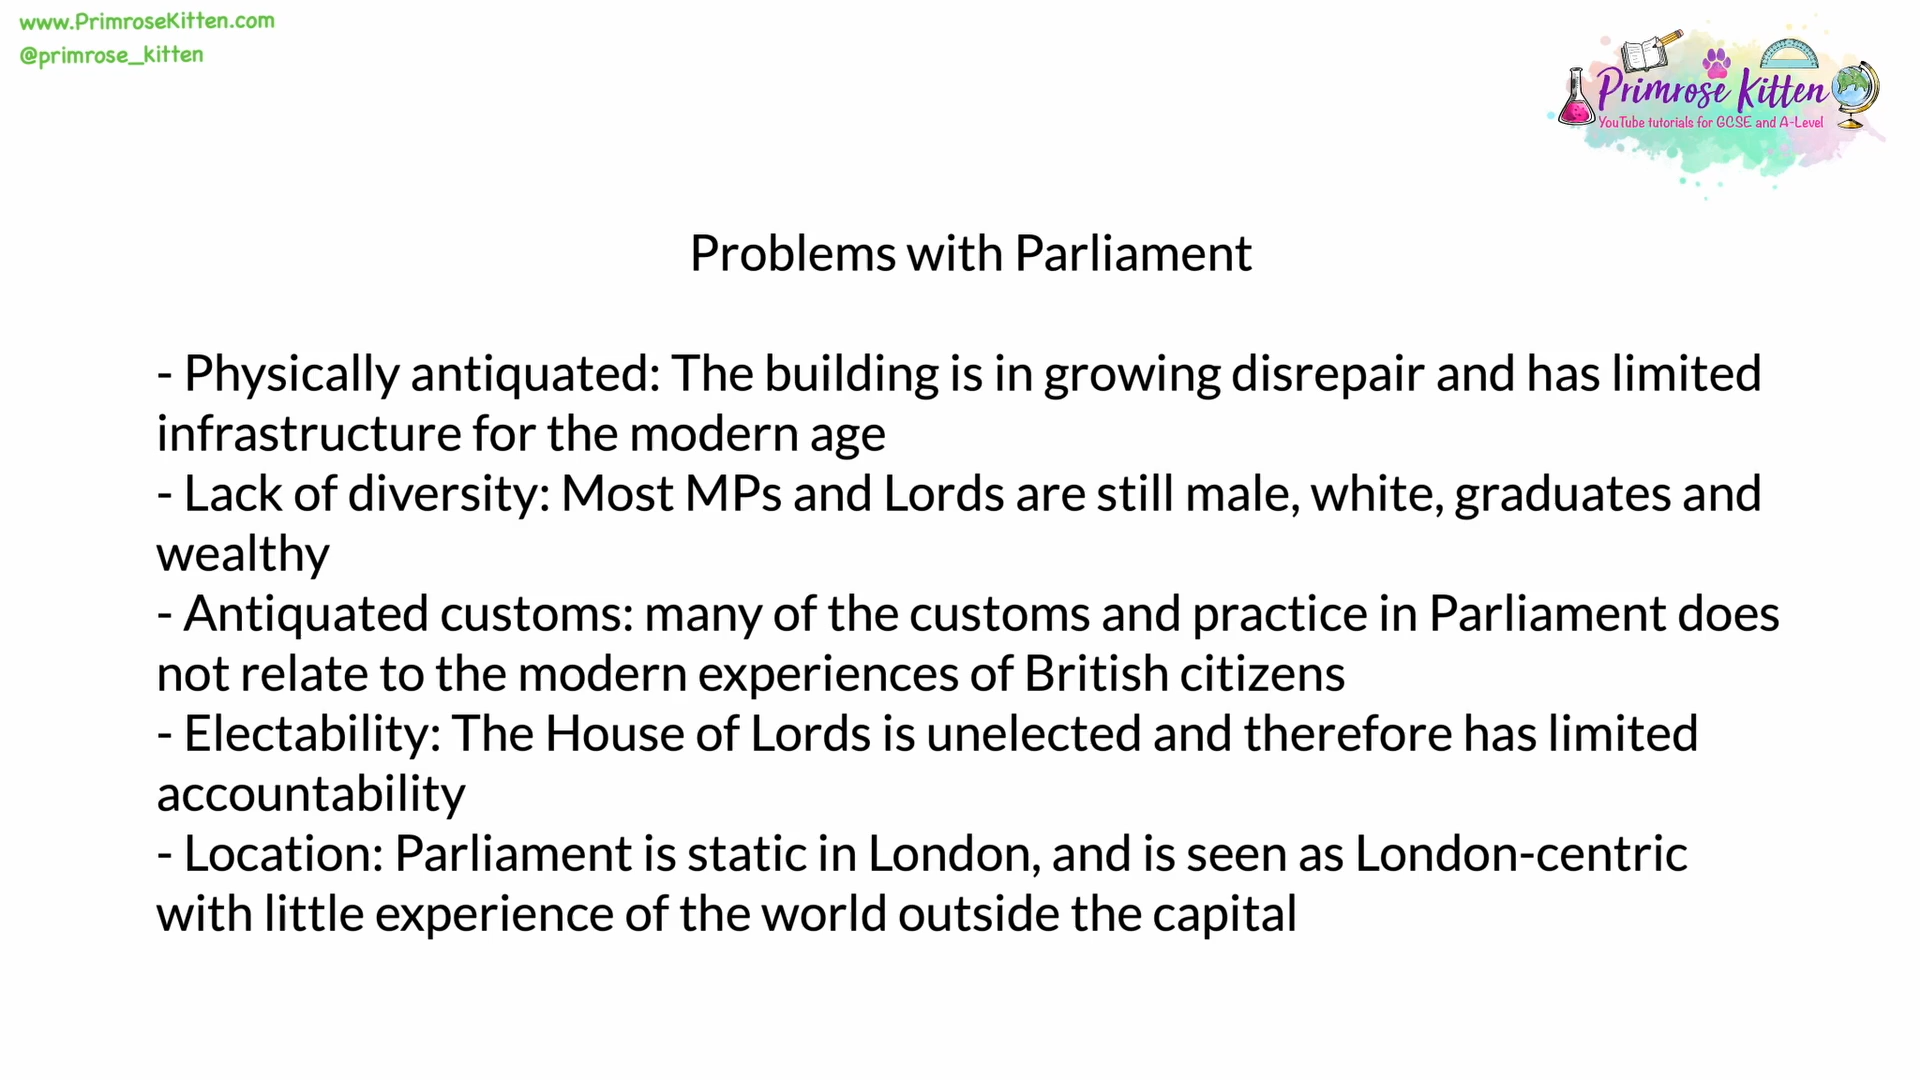 www.PrimroseKitten.com
@primrose_kitten
Primrose Kitten
YouTube tutorials for GCSE and A-Level
Problems with Parliament
- Physically antiquated: The building is in growing disrepair and has limited
infrastructure for the modern age
- Lack of diversity: Most MPs and Lords are still male, white, graduates and
wealthy
- Antiquated customs: many of the customs and practice in Parliament does
not relate to the modern experiences of British citizens
- Electability: The House of Lords is unelected and therefore has limited
accountability
- Location: Parliament is static in London, and is seen as London-centric
with little experience of the world outside the capital